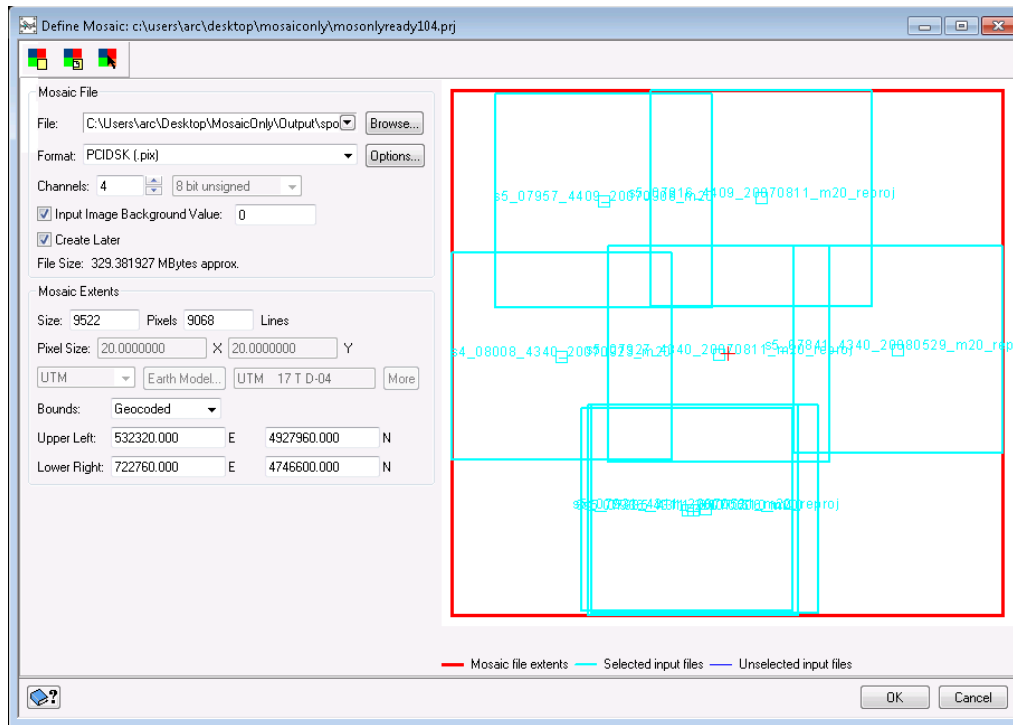 Define Mosaic: c:\users\arc\desktop\mosaiconly\mosonlyready104.prj
Mosaic File
File: C:\Users\arc\Desktop\MosaicOnly\Output\spo Browse...
Format: PCIDSK (.pix) Options...
Channels: 4 8 bit unsigned
Input Image Background Value: 0
Create Later
File Size: 329.381927 MBytes approx.
Mosaic Extents
Size: 9522 Pixels 9068 Lines
Pixel Size: 20.0000000 X 20.0000000 Y
UTM Earth Model... UTM 17 T D-04 More
Bounds: Geocoded
Upper Left: 532320.000 E 4927960.000 N
Lower Right: 722760.000 E 4746600.000 N
s4_08008_4340
s5_07841_4340_20080529_m20_rep
Mosaic file extents Selected input files Unselected input files
? OK Cancel